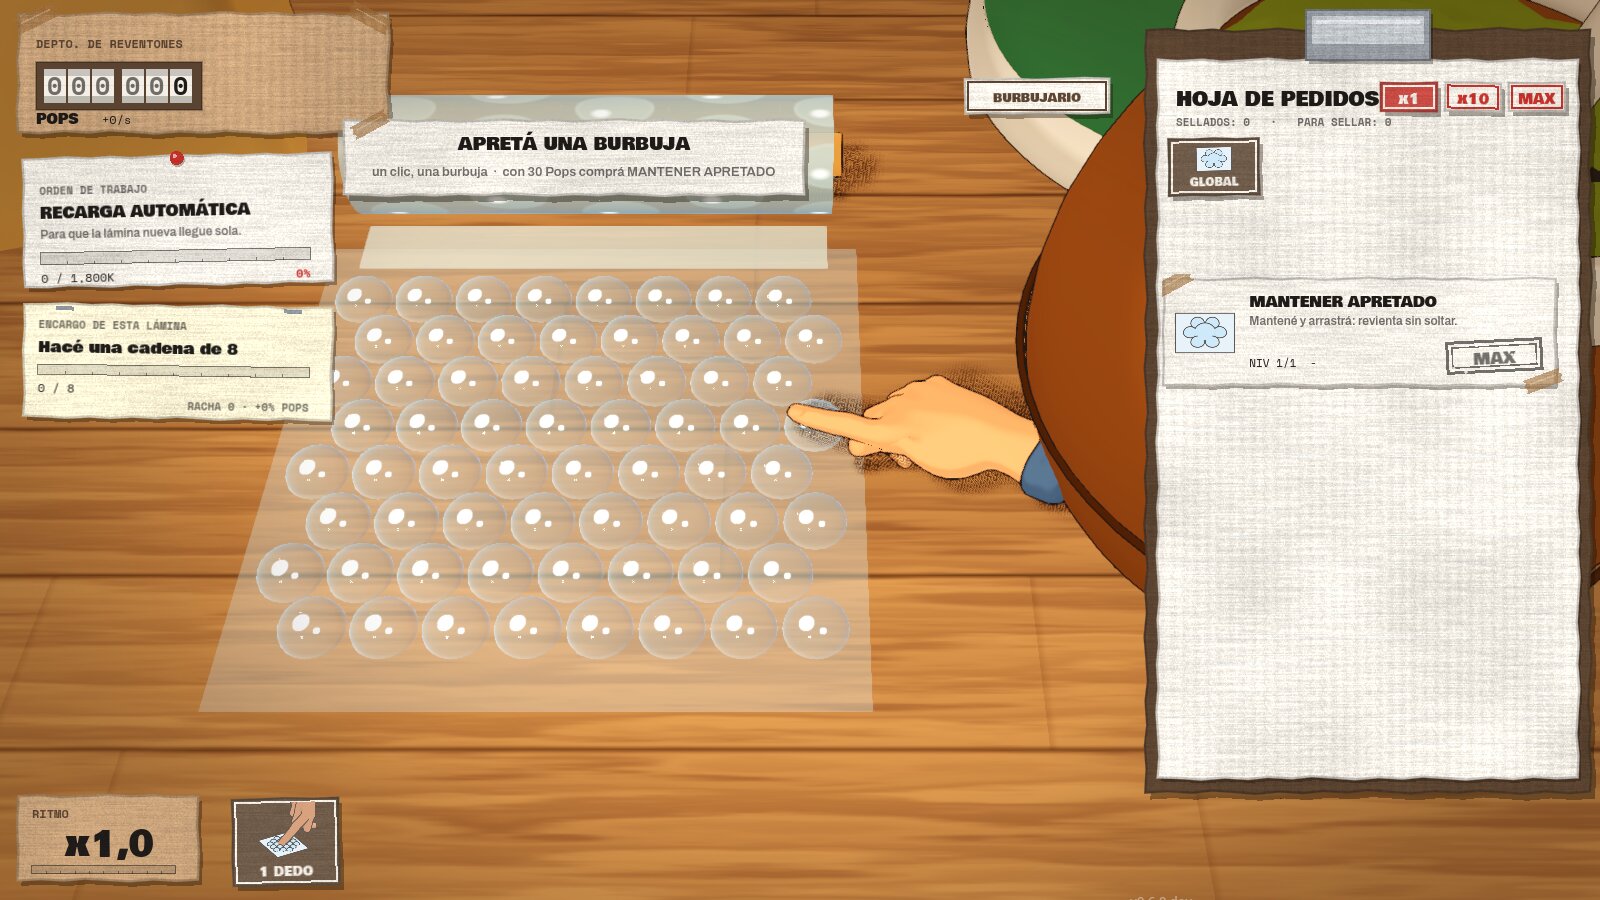 DEPTO. DE REVENTONES
000000
POPS +0/s
ORDEN DE TRABAJO
RECARGA AUTOMÁTICA
Para que la lámina nueva llegue sola.
0 / 1.800K 0%
ENCARGO DE ESTA LÁMINA
Hacé una cadena de 8
0 / 8
RACHA 0 · +0% POPS
APRETÁ UNA BURBUJA
un clic, una burbuja · con 30 Pops comprá MANTENER APRETADO
BURBUJARIO
HOJA DE PEDIDOS x1 x10 MAX
SELLADOS: 0 · PARA SELLAR: 0
GLOBAL
MANTENER APRETADO
Mantené y arrastrá: revienta sin soltar.
NIV 1/1 -
MAX
RITMO
x1,0
1 DEDO